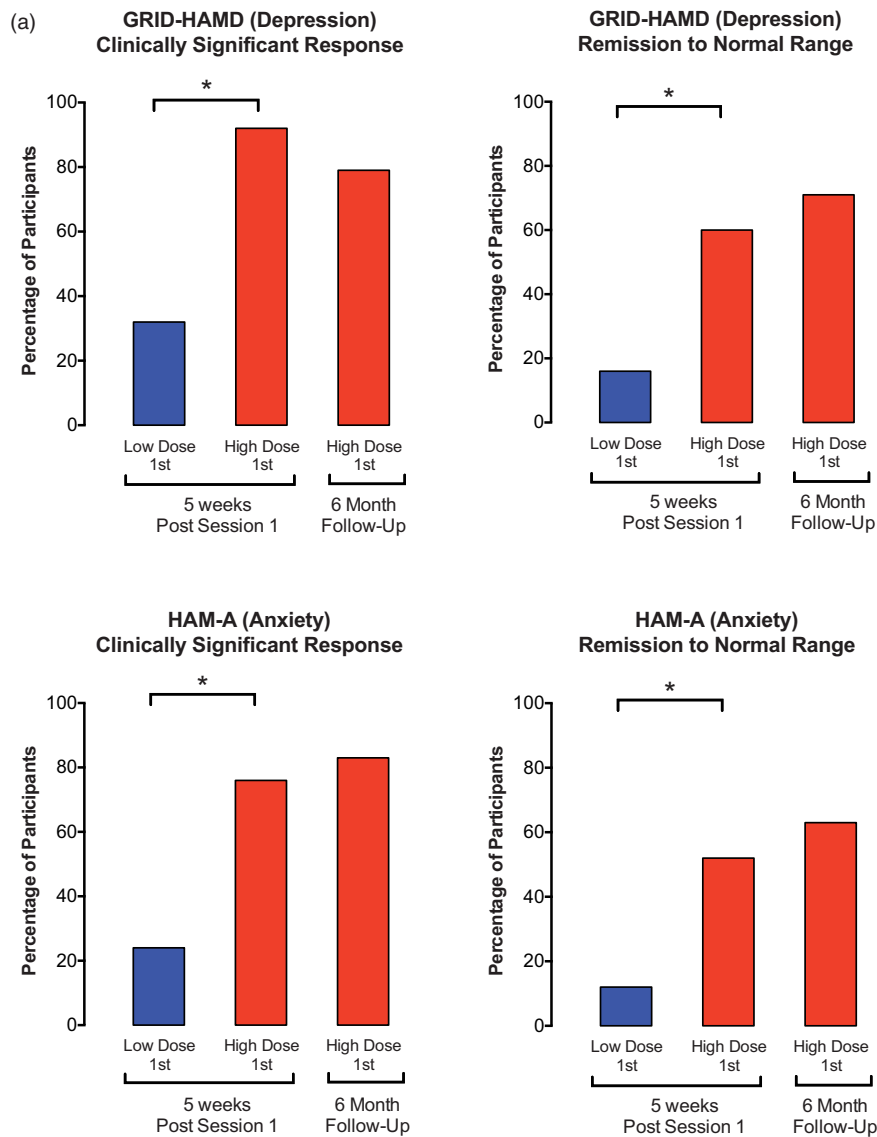 (a)
GRID-HAMD (Depression)
Clinically Significant Response
*
Percentage of Participants
100
80
60
40
20
0
Low Dose
1st
High Dose
1st
High Dose
1st
5 weeks
Post Session 1
6 Month
Follow-Up
GRID-HAMD (Depression)
Remission to Normal Range
*
Percentage of Participants
100
80
60
40
20
0
Low Dose
1st
High Dose
1st
High Dose
1st
5 weeks
Post Session 1
6 Month
Follow-Up
HAM-A (Anxiety)
Clinically Significant Response
*
Percentage of Participants
100
80
60
40
20
0
Low Dose
1st
High Dose
1st
High Dose
1st
5 weeks
Post Session 1
6 Month
Follow-Up
HAM-A (Anxiety)
Remission to Normal Range
*
Percentage of Participants
100
80
60
40
20
0
Low Dose
1st
High Dose
1st
High Dose
1st
5 weeks
Post Session 1
6 Month
Follow-Up